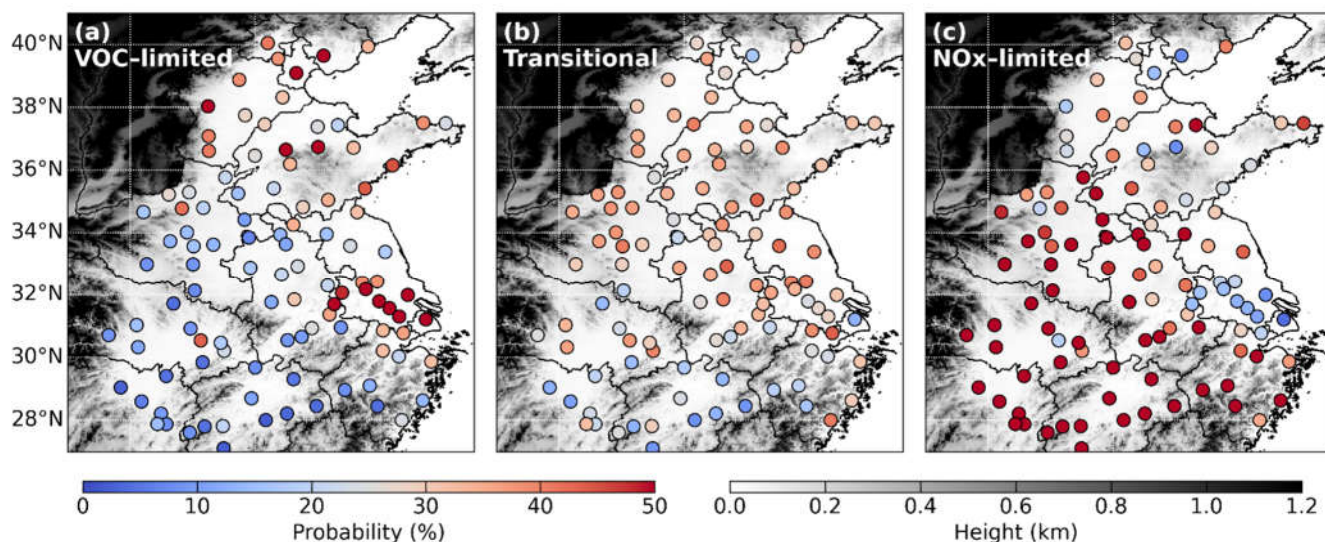 (a)
VOC-limited
(b)
Transitional
(c)
NOx-limited
40°N
38°N
36°N
34°N
32°N
30°N
28°N
0 10 20 30 40 50
Probability (%)
0.0 0.2 0.4 0.6 0.8 1.0 1.2
Height (km)